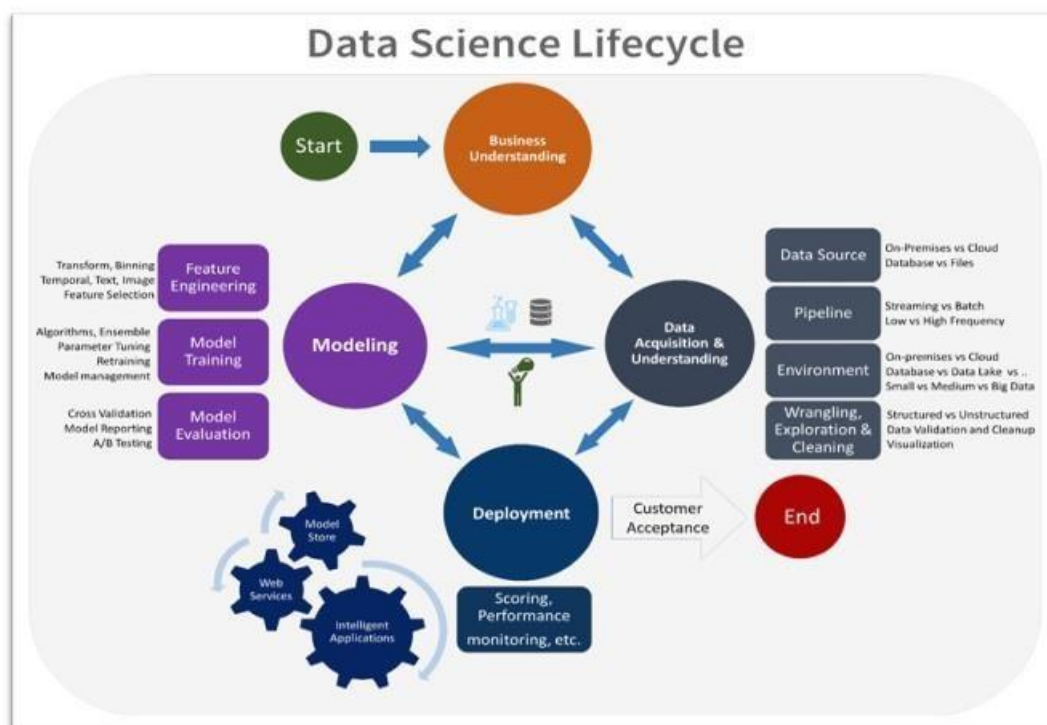 Data Science Lifecycle
Start
Business
Understanding
Transform, Binning
Temporal, Text, Image
Feature Selection
Feature
Engineering
Algorithms, Ensemble
Parameter Tuning
Retraining
Model management
Model
Training
Cross Validation
Model Reporting
A/B Testing
Model
Evaluation
Modeling
Data
Acquisition &
Understanding
Data Source
On-Premises vs Cloud
Database vs Files
Pipeline
Streaming vs Batch
Low vs High Frequency
Environment
On-premises vs Cloud
Database vs Data Lake vs ..
Small vs Medium vs Big Data
Wrangling,
Exploration &
Cleaning
Structured vs Unstructured
Data Validation and Cleanup
Visualization
Deployment
Customer
Acceptance
End
Model
Store
Web
Services
Intelligent
Applications
Scoring,
Performance
monitoring, etc.